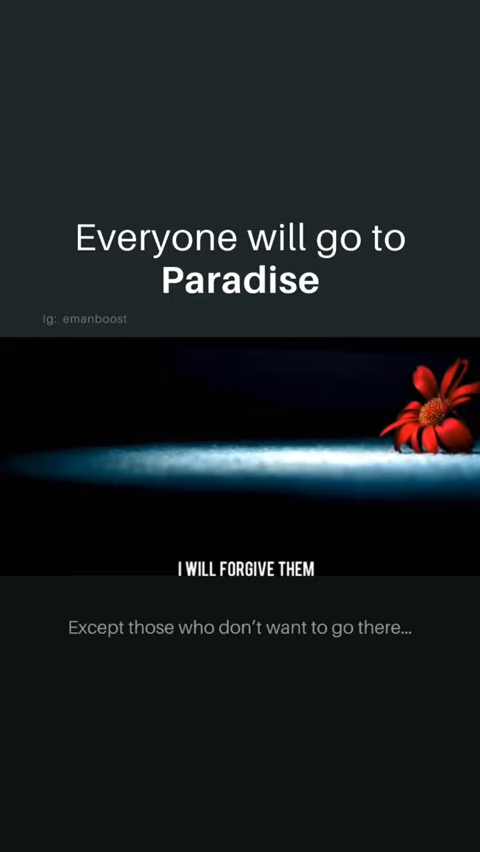 Everyone will go to
Paradise
Ig: emanboost
I WILL FORGIVE THEM
Except those who don't want to go there...